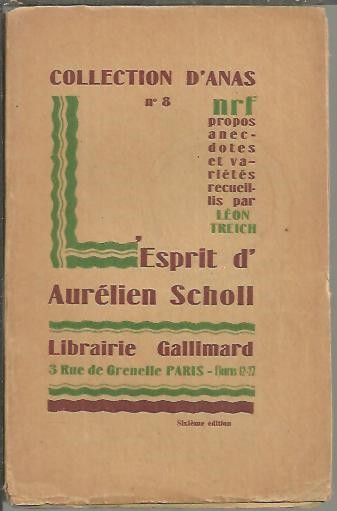 COLLECTION D'ANAS
nº 8
nrf
propos
anec-
dotes
et va-
riétés
recueil-
lis par
LÉON
TREICH
L'Esprit d'
Aurélien Scholl
Librairie Gallimard
3 Rue de Grenelle PARIS - fleurus 12-27
Sixième édition